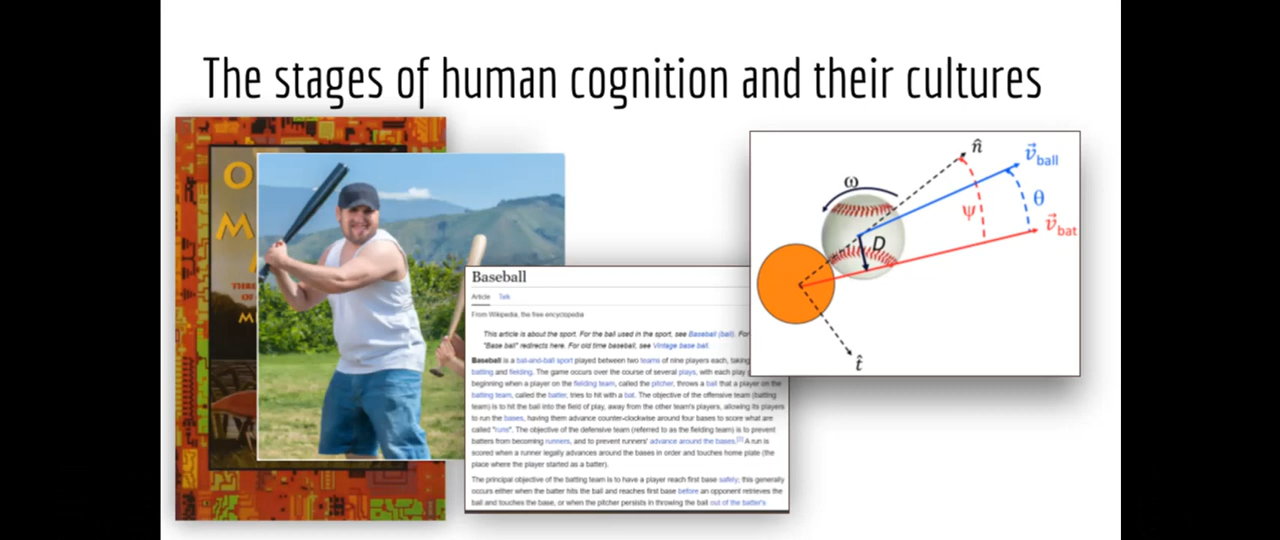 The stages of human cognition and their cultures
O
M
Baseball
Article Talk
From Wikipedia, the free encyclopedia
This article is about the sport. For the ball used in the sport, see Baseball (ball). For
"Base ball" redirects here. For old time baseball, see Vintage base ball.
Baseball is a bat-and-ball sport played between two teams of nine players each, taking
batting and fielding. The game occurs over the course of several plays, with each play
beginning when a player on the fielding team, called the pitcher, throws a ball that a player on the
batting team, called the batter, tries to hit with a bat. The objective of the offensive team (batting
team) is to hit the ball into the field of play, away from the other team's players, allowing its players
to run the bases, having them advance counter-clockwise around four bases to score what are
called "runs". The objective of the defensive team (referred to as the fielding team) is to prevent
batters from becoming runners, and to prevent runners' advance around the bases.[2] A run is
scored when a runner legally advances around the bases in order and touches home plate (the
place where the player started as a batter).
The principal objective of the batting team is to have a player reach first base safely; this generally
occurs either when the batter hits the ball and reaches first base before an opponent retrieves the
ball and touches the base, or when the pitcher persists in throwing the ball out of the batter's
n̂
v⃗ball
ω
θ
ψ
v⃗bat
D
t̂